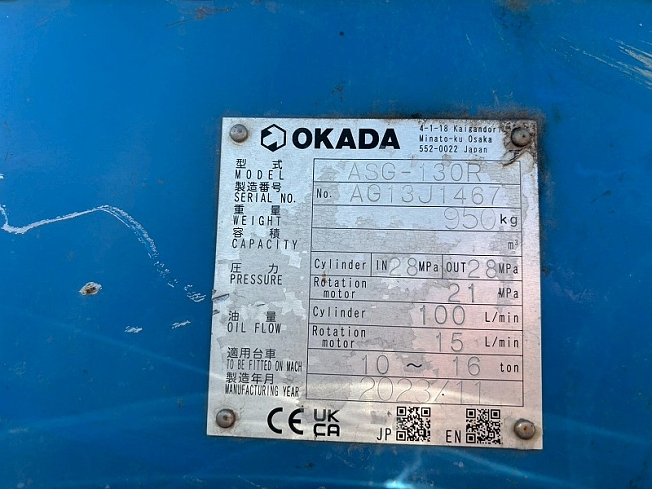 OKADA
4-1-18 Kaigandori
Minato-ku Osaka
552-0022 Japan
型式 MODEL ASG-130R
製造番号 SERIAL NO. No. AG13J1467
重量 WEIGHT 950 kg
容積 CAPACITY m³
圧力 PRESSURE Cylinder IN 28 MPa OUT 28 MPa
Rotation motor 21 MPa
油量 OIL FLOW Cylinder 100 L/min
Rotation motor 15 L/min
適用台車 TO BE FITTED ON MACH 10 ~ 16 ton
製造年月 MANUFACTURING YEAR 2023/11
CE UK CA JP EN